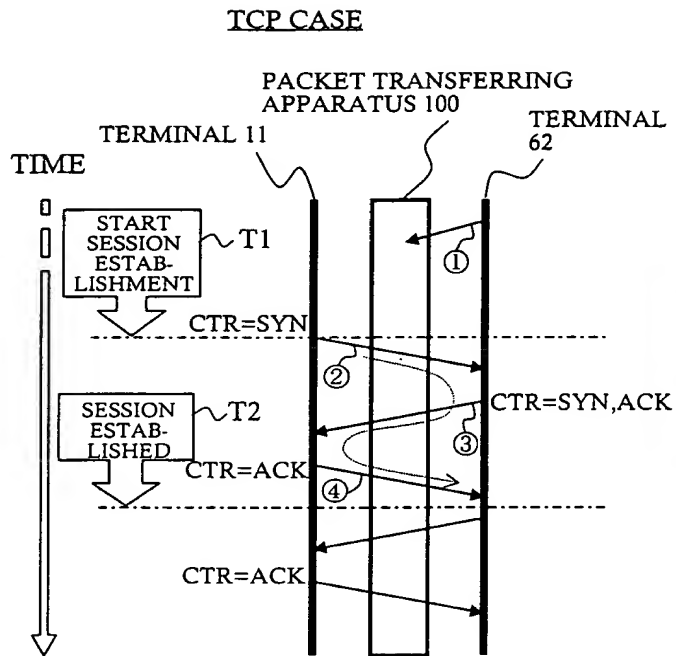 TCP CASE
PACKET TRANSFERRING
APPARATUS 100
TERMINAL 11
TERMINAL
62
TIME
START
SESSION
ESTAB-
LISHMENT
T1
①
CTR=SYN
②
SESSION
ESTAB-
LISHED
T2
CTR=SYN,ACK
③
CTR=ACK
④
CTR=ACK